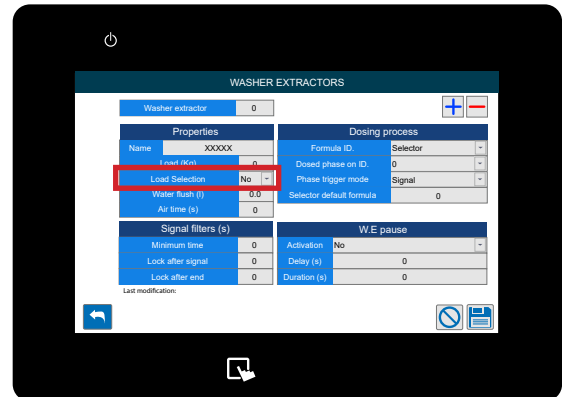 WASHER EXTRACTORS
Washer extractor 0
Properties
Name XXXXX
Load (Kg) 0
Load Selection No
Water flush (l) 0.0
Air time (s) 0
Dosing process
Formula ID. Selector
Dosed phase on ID. 0
Phase trigger mode Signal
Selector default formula 0
Signal filters (s)
Minimum time 0
Lock after signal 0
Lock after end 0
W.E pause
Activation No
Delay (s) 0
Duration (s) 0
Last modification: